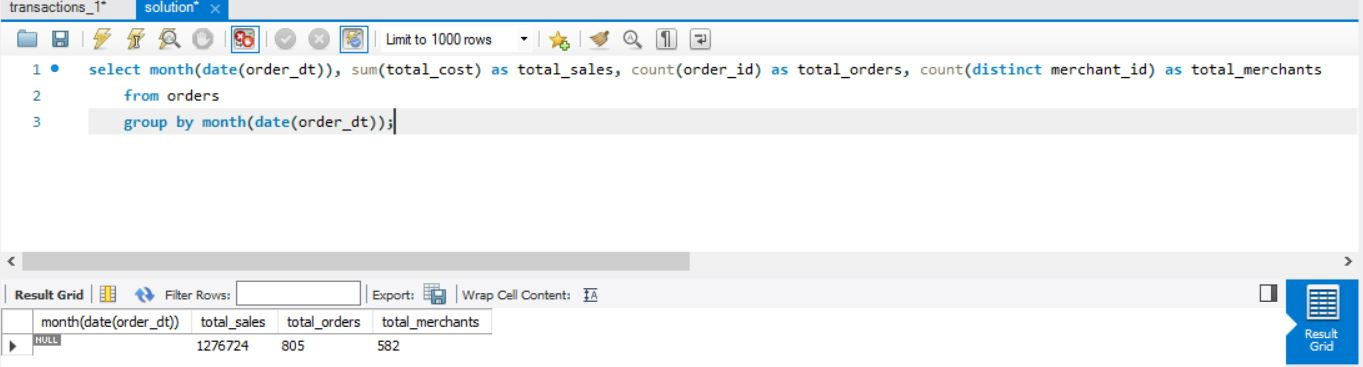 transactions_1* solution* ×
Limit to 1000 rows
1 select month(date(order_dt)), sum(total_cost) as total_sales, count(order_id) as total_orders, count(distinct merchant_id) as total_merchants
2 from orders
3 group by month(date(order_dt));
Result Grid Filter Rows: Export: Wrap Cell Content: IA
month(date(order_dt)) total_sales total_orders total_merchants
NULL 1276724 805 582
Result
Grid